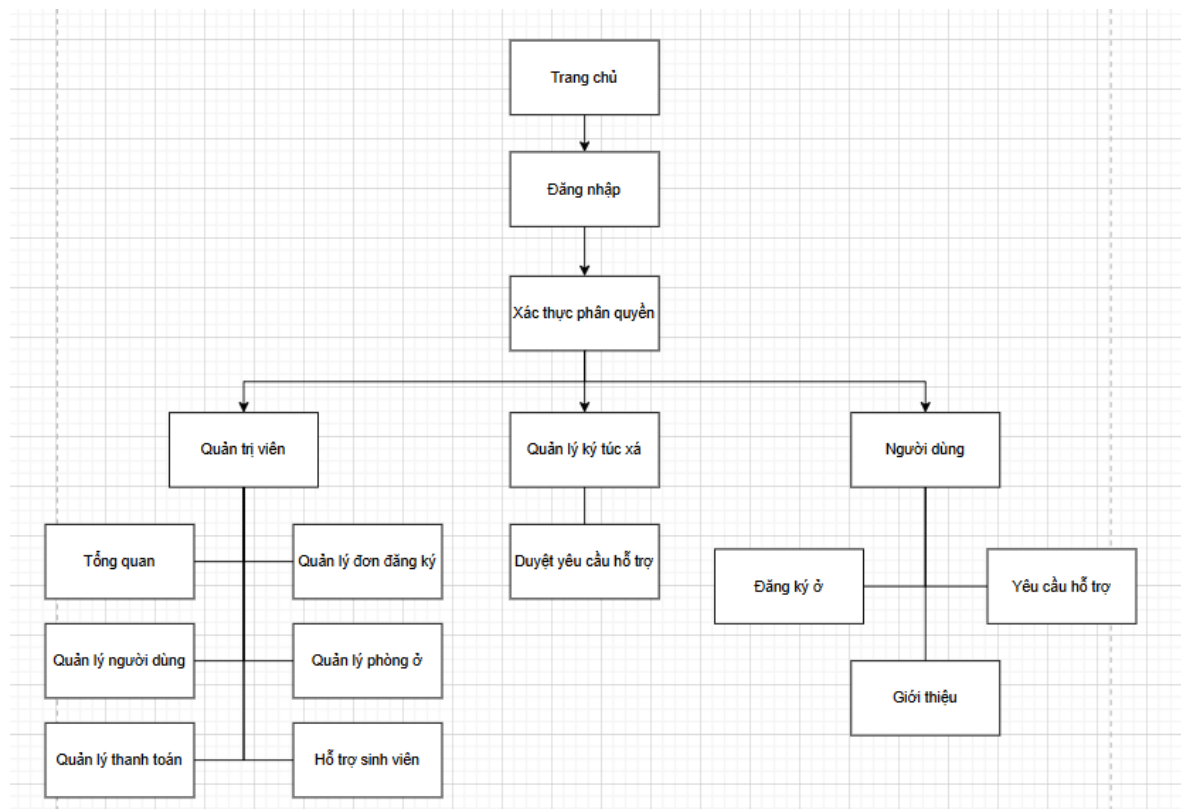 Trang chủ
Đăng nhập
Xác thực phân quyền
Quản trị viên
Quản lý ký túc xá
Người dùng
Tổng quan
Quản lý đơn đăng ký
Duyệt yêu cầu hỗ trợ
Đăng ký ở
Yêu cầu hỗ trợ
Quản lý người dùng
Quản lý phòng ở
Giới thiệu
Quản lý thanh toán
Hỗ trợ sinh viên